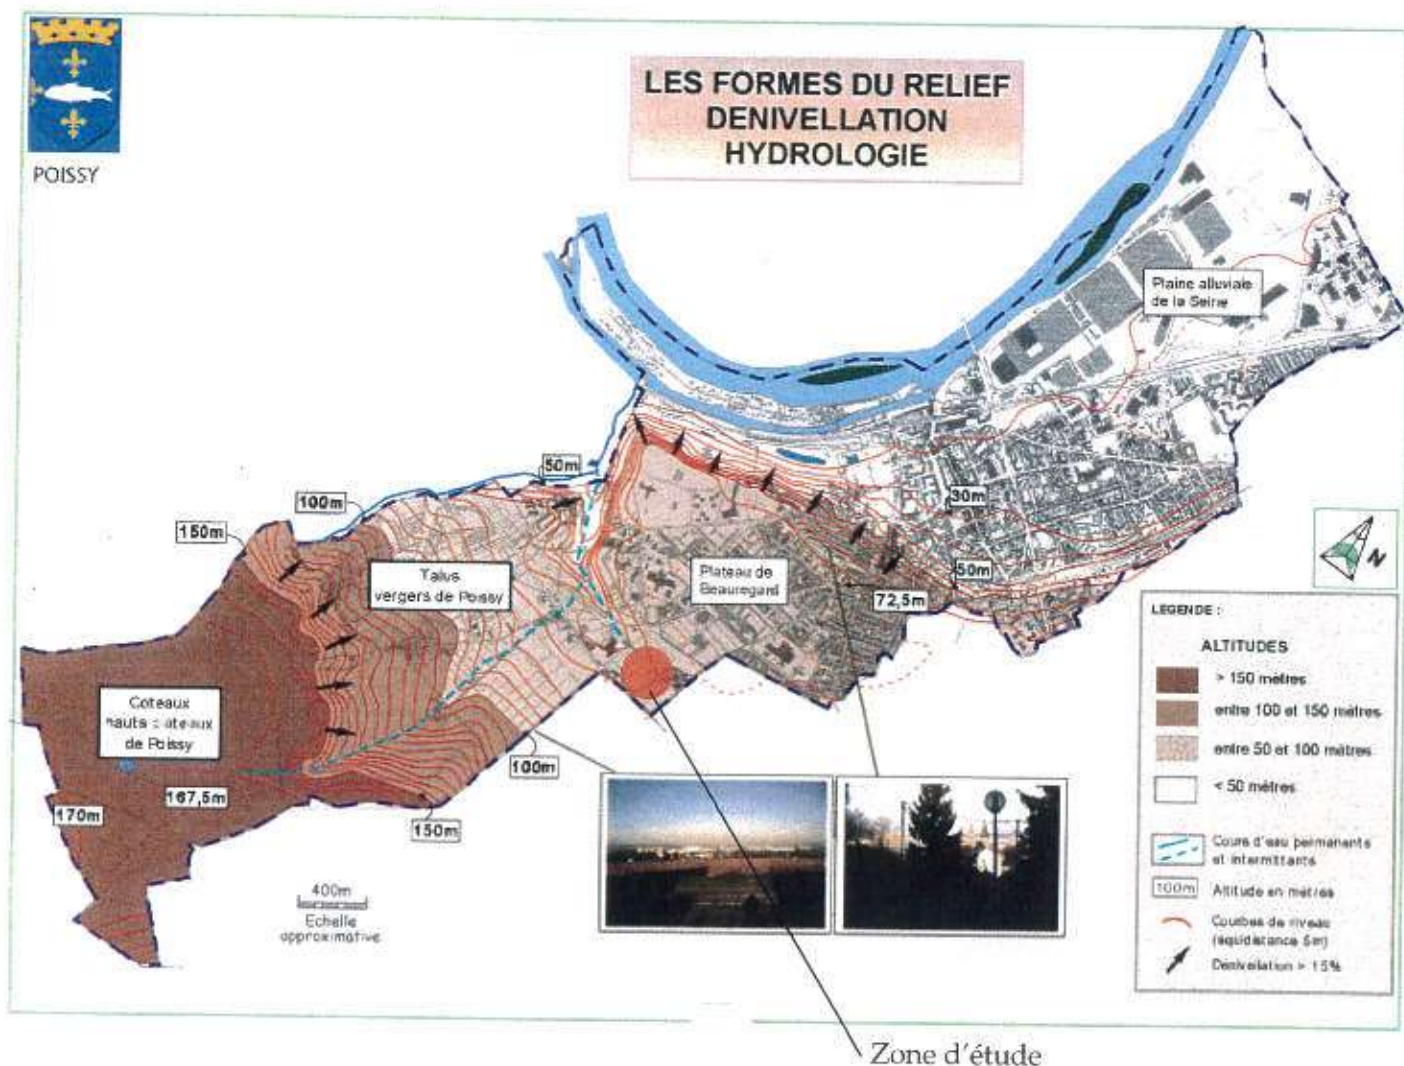 POISSY
LES FORMES DU RELIEF
DENIVELLATION
HYDROLOGIE
Plaine alluviale
de la Seine
50m
100m
150m
30m
50m
72,5m
Talus
vergers de Poissy
Plateau de
Beauregard
Coteaux
hauts
de Poissy
167,5m
170m
150m
100m
400m
Echelle
approximative
N
LEGENDE :
ALTITUDES
> 150 mètres
entre 100 et 150 mètres
entre 50 et 100 mètres
< 50 mètres
Cours d'eau permanents
et intermittants
100m Altitude en mètres
Courbes de niveau
(équidistance 5m)
Dénivellation > 15%
Zone d'étude